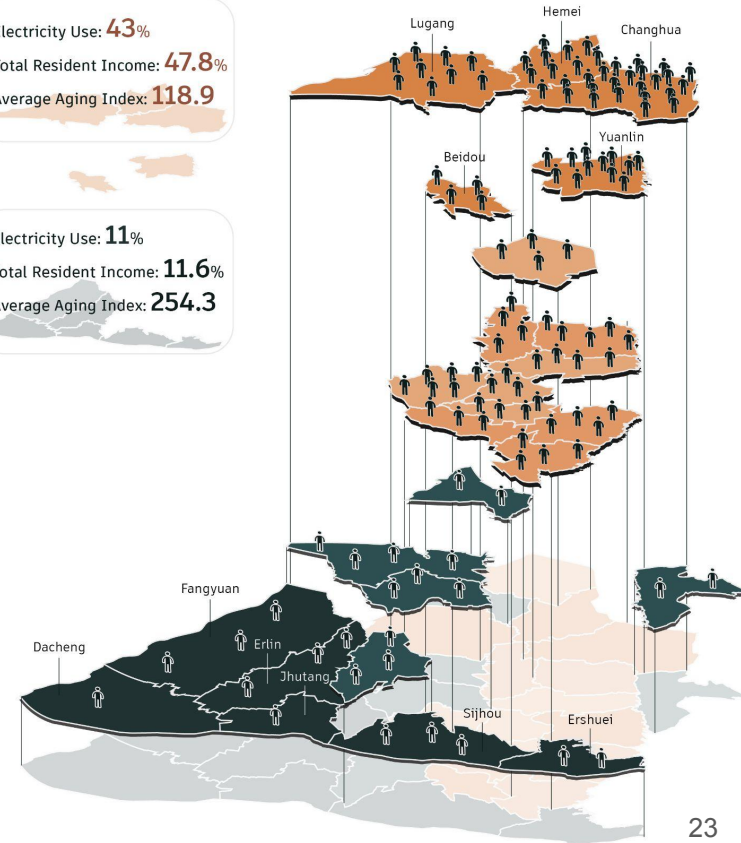 lectricity Use: 43%
otal Resident Income: 47.8%
verage Aging Index: 118.9
lectricity Use: 11%
otal Resident Income: 11.6%
verage Aging Index: 254.3
Lugang
Hemei
Changhua
Beidou
Yuanlin
Fangyuan
Dacheng
Erlin
Jhutang
Sijhou
Ershuei
23